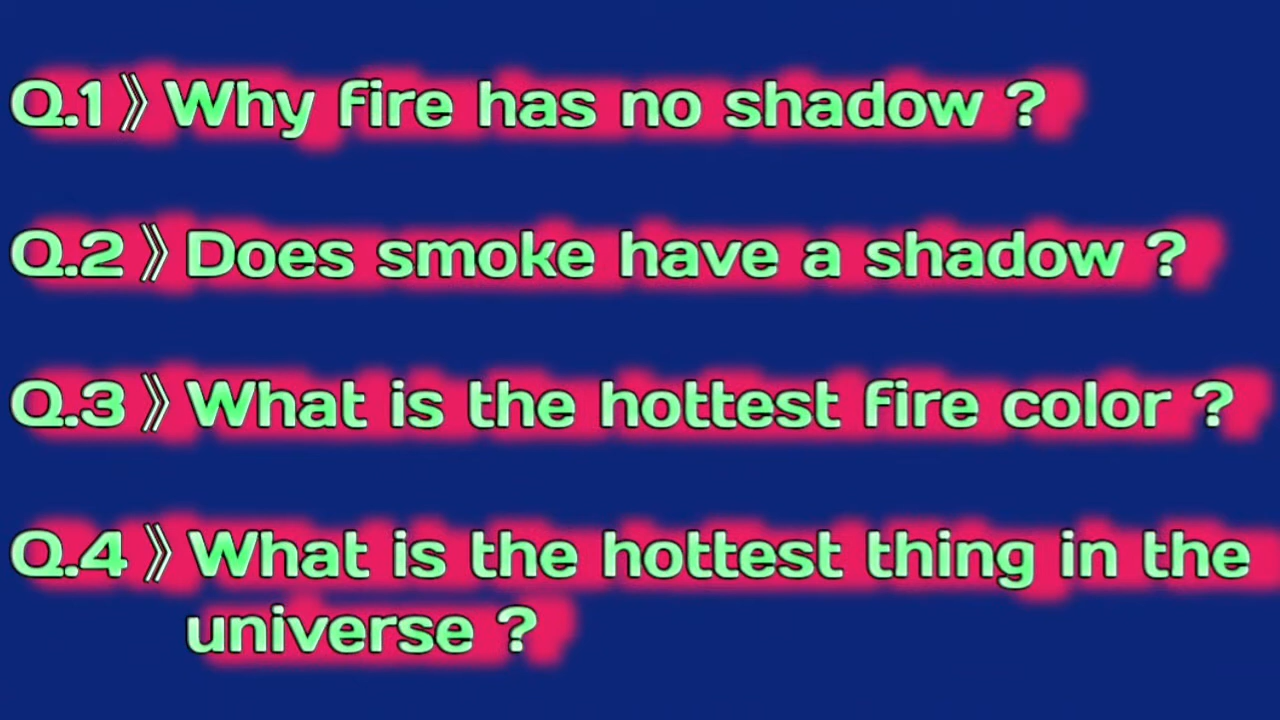 Q.1》Why fire has no shadow ?
Q.2》Does smoke have a shadow ?
Q.3》What is the hottest fire color ?
Q.4》What is the hottest thing in the
universe ?